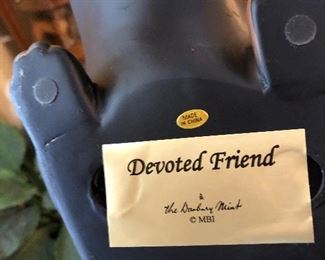 MADE
IN CHINA
Devoted Friend
the Danbury Mint
© MBI